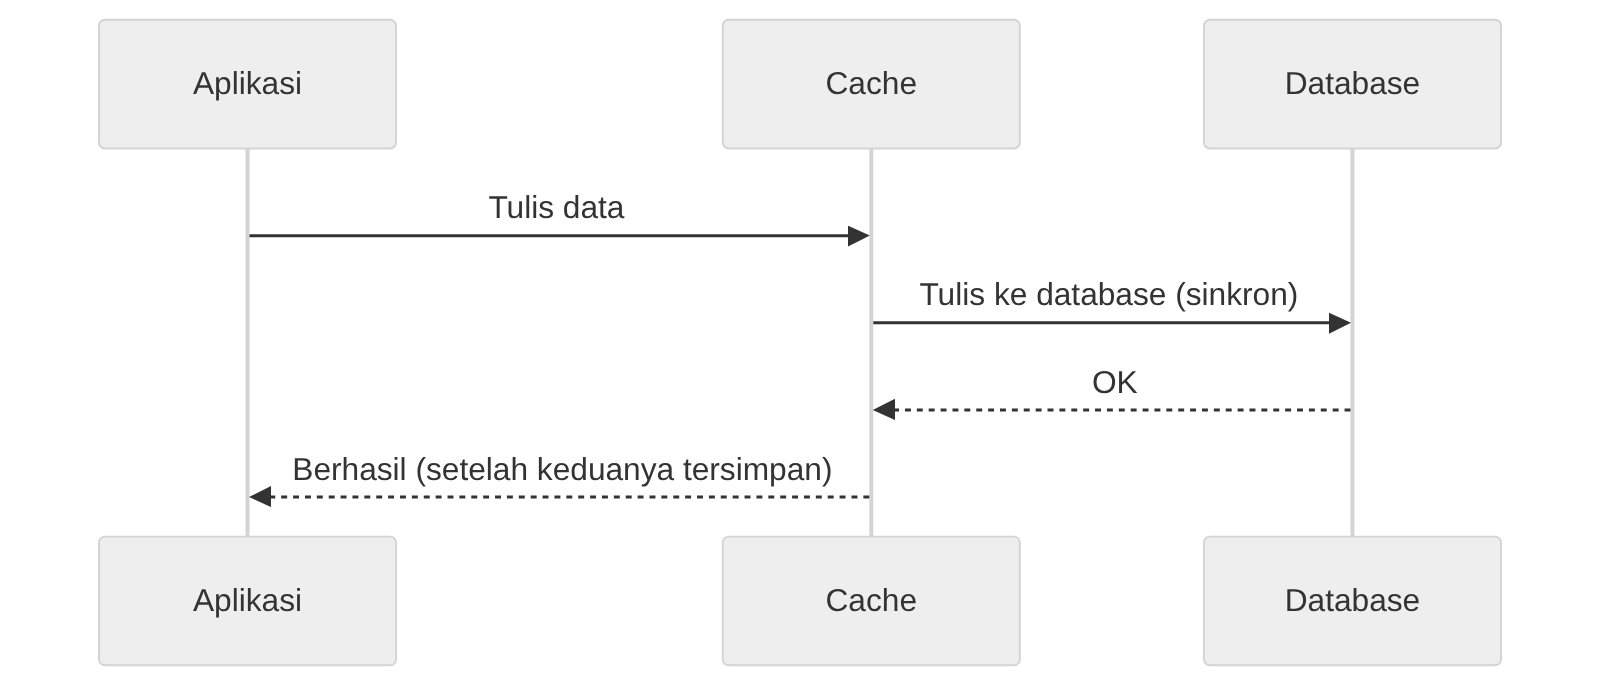 Aplikasi
Cache
Database
Tulis data
Tulis ke database (sinkron)
OK
Berhasil (setelah keduanya tersimpan)
Aplikasi
Cache
Database